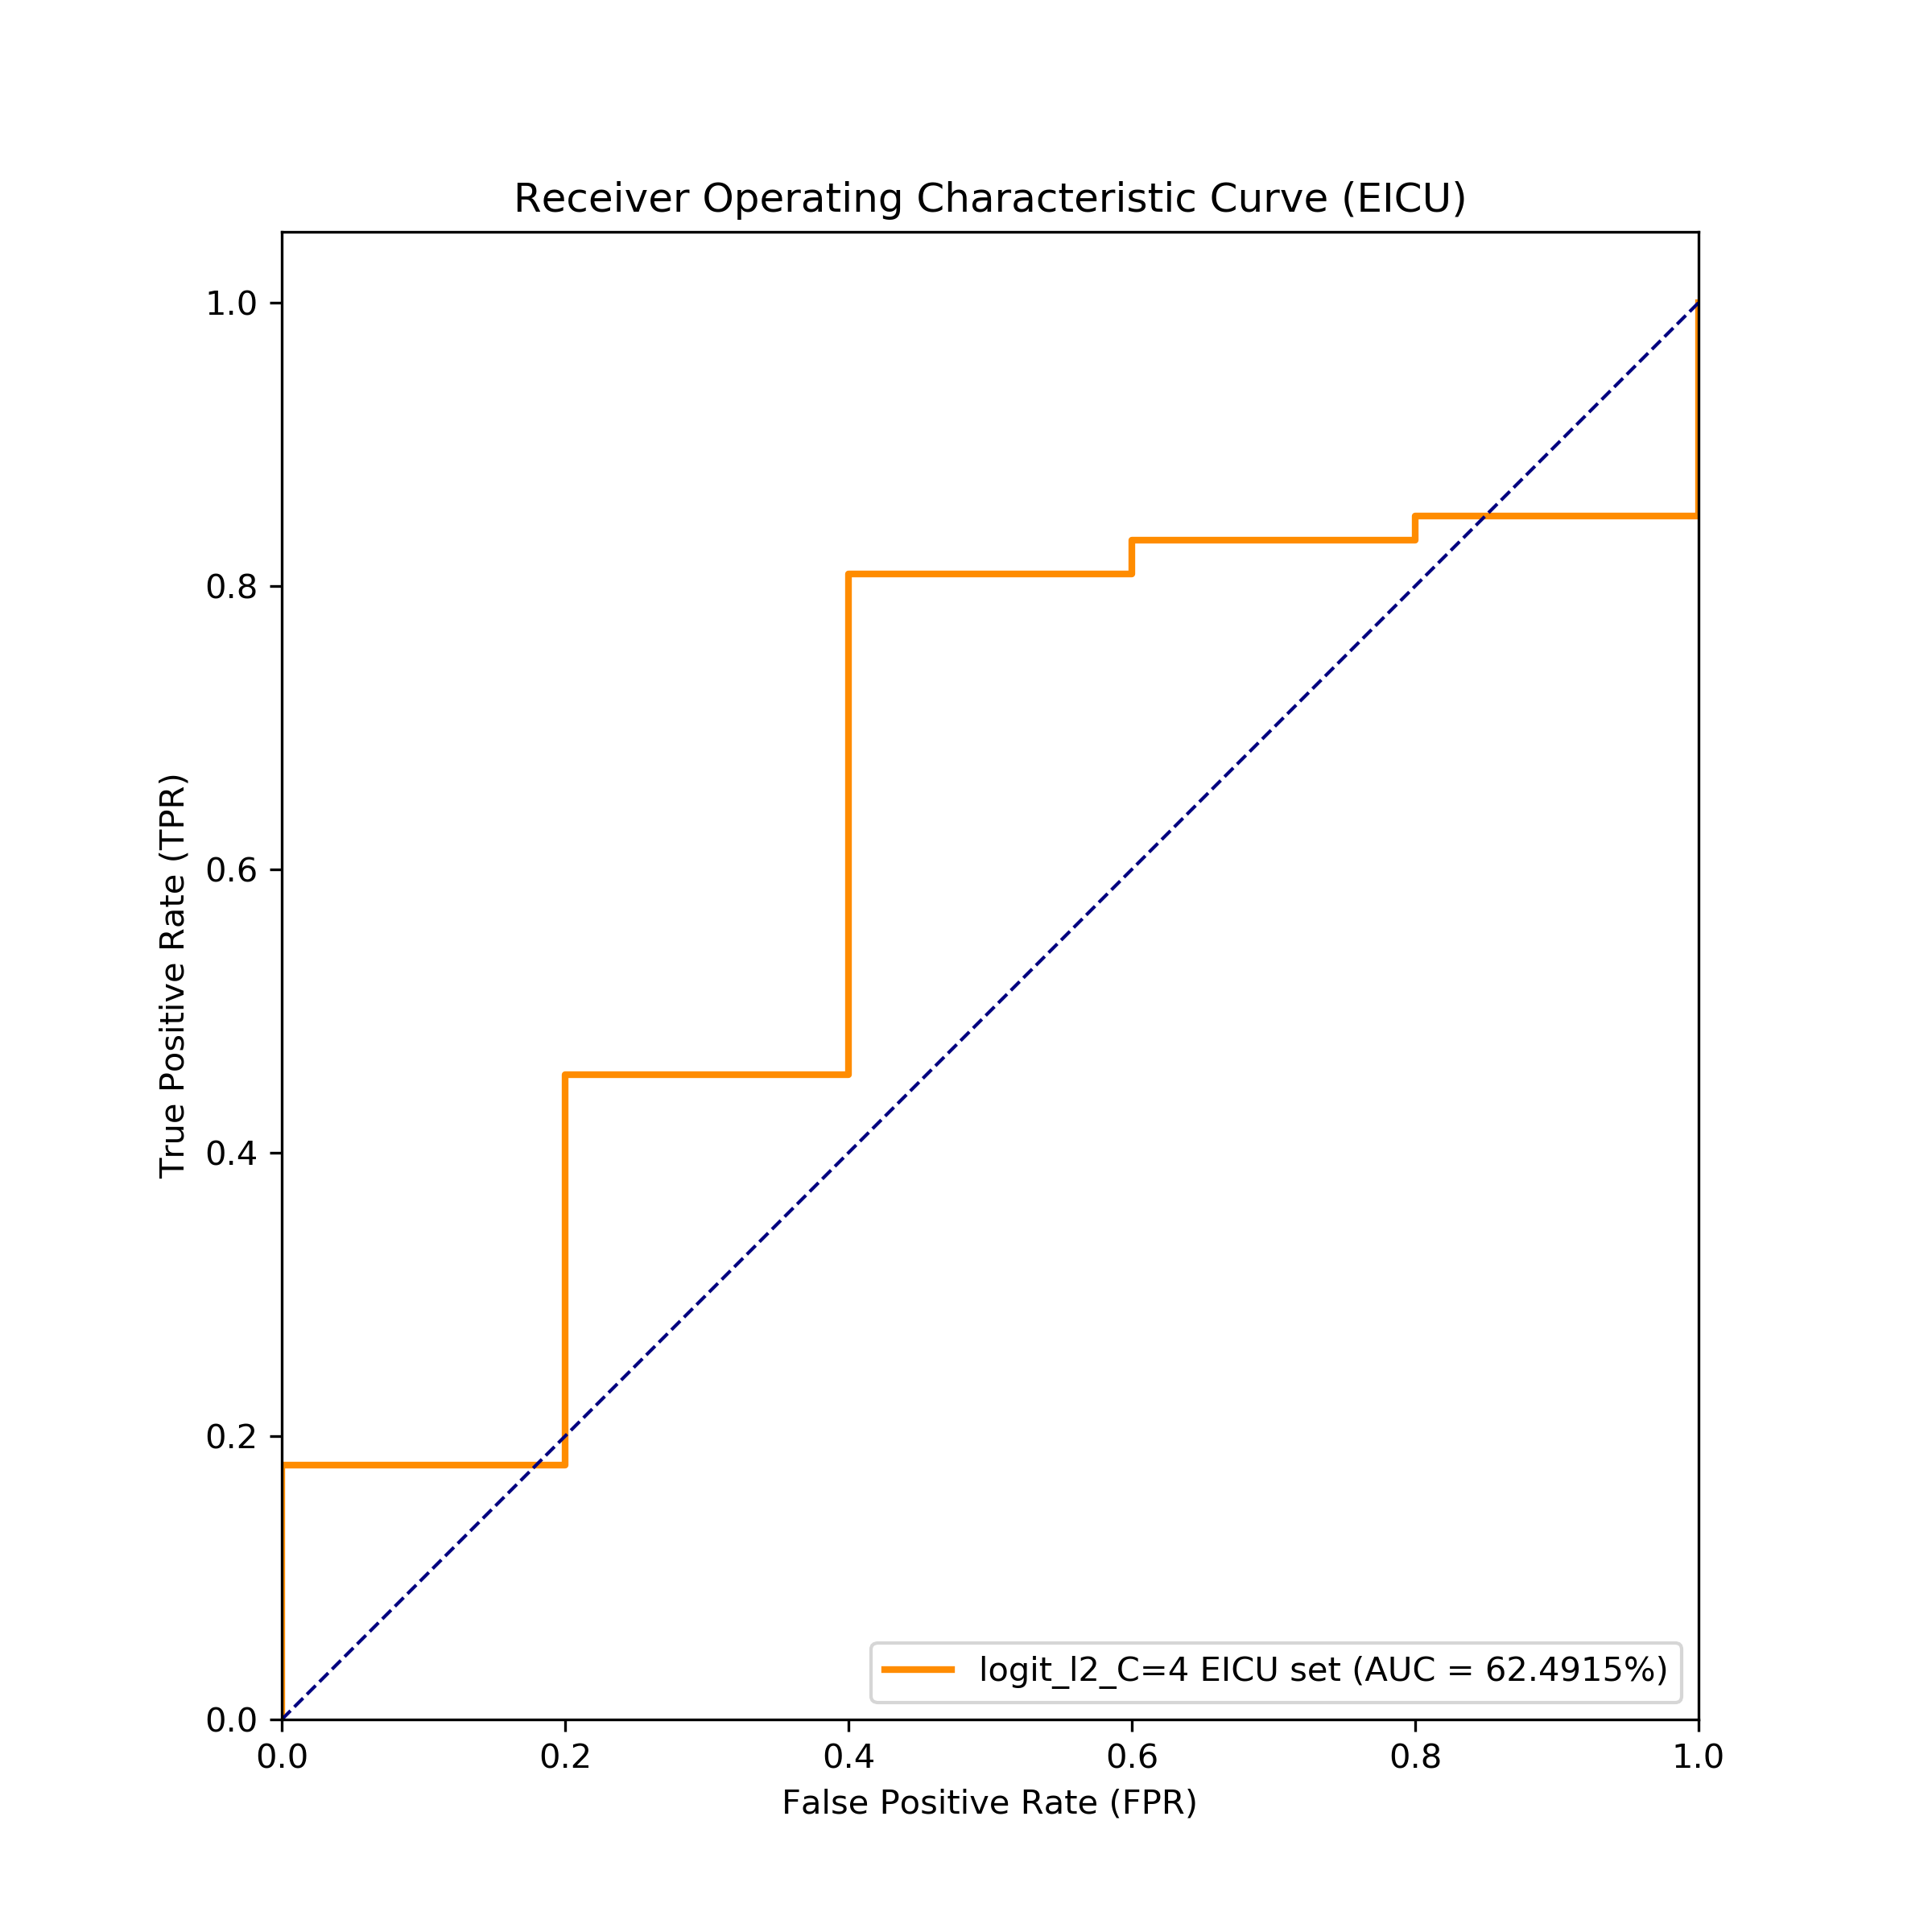 Receiver Operating Characteristic Curve (EICU)
1.0
0.8
0.6
0.4
0.2
0.0
True Positive Rate (TPR)
logit_l2_C=4 EICU set (AUC = 62.4915%)
0.0 0.2 0.4 0.6 0.8 1.0
False Positive Rate (FPR)